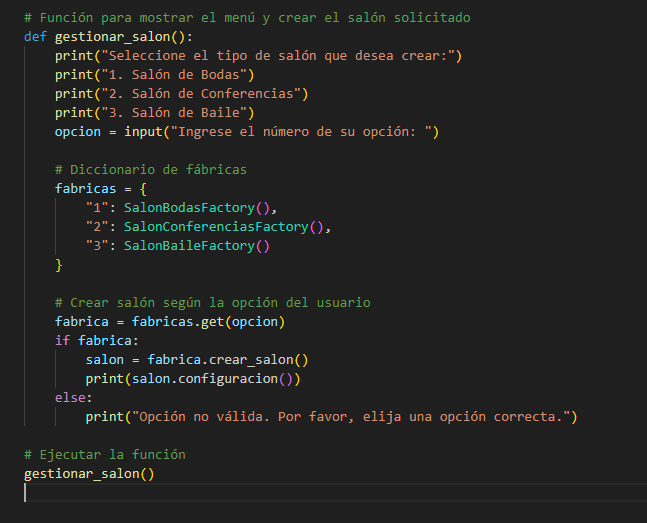 # Función para mostrar el menú y crear el salón solicitado
def gestionar_salon():
    print("Seleccione el tipo de salón que desea crear:")
    print("1. Salón de Bodas")
    print("2. Salón de Conferencias")
    print("3. Salón de Baile")
    opcion = input("Ingrese el número de su opción: ")

    # Diccionario de fábricas
    fabricas = {
        "1": SalonBodasFactory(),
        "2": SalonConferenciasFactory(),
        "3": SalonBaileFactory()
    }

    # Crear salón según la opción del usuario
    fabrica = fabricas.get(opcion)
    if fabrica:
        salon = fabrica.crear_salon()
        print(salon.configuracion())
    else:
        print("Opción no válida. Por favor, elija una opción correcta.")

# Ejecutar la función
gestionar_salon()